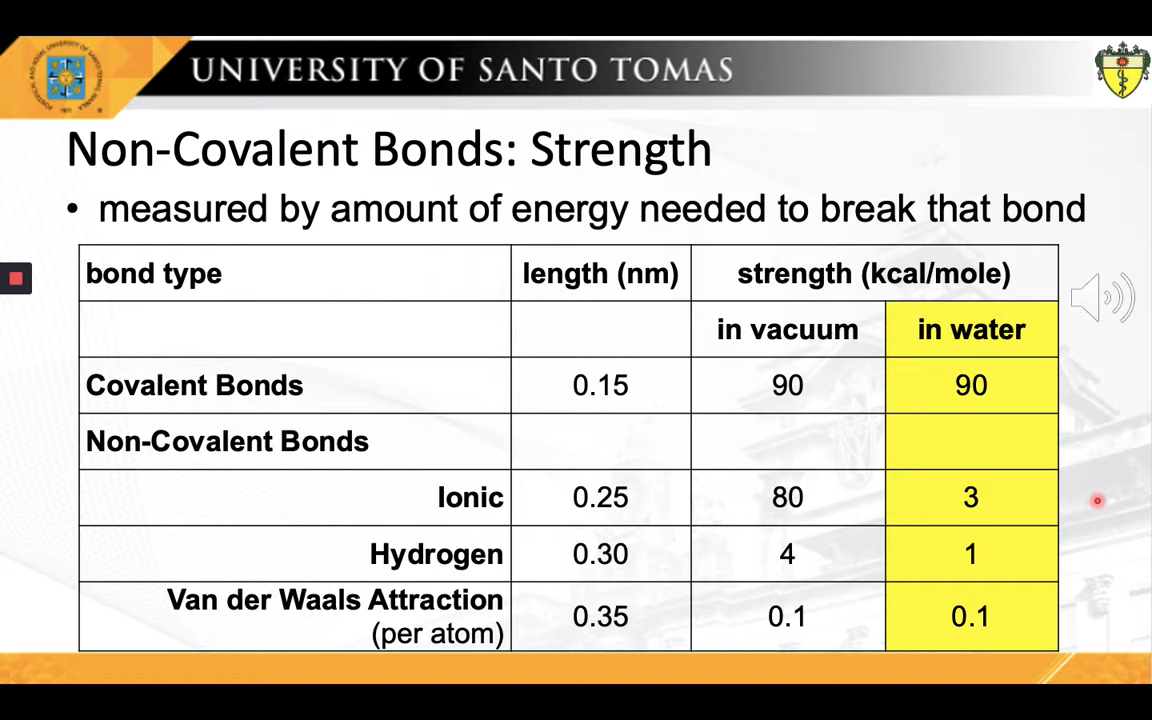 UNIVERSITY OF SANTO TOMAS
Non-Covalent Bonds: Strength
• measured by amount of energy needed to break that bond
bond type length (nm) strength (kcal/mole)
in vacuum in water
Covalent Bonds 0.15 90 90
Non-Covalent Bonds
Ionic 0.25 80 3
Hydrogen 0.30 4 1
Van der Waals Attraction
(per atom) 0.35 0.1 0.1